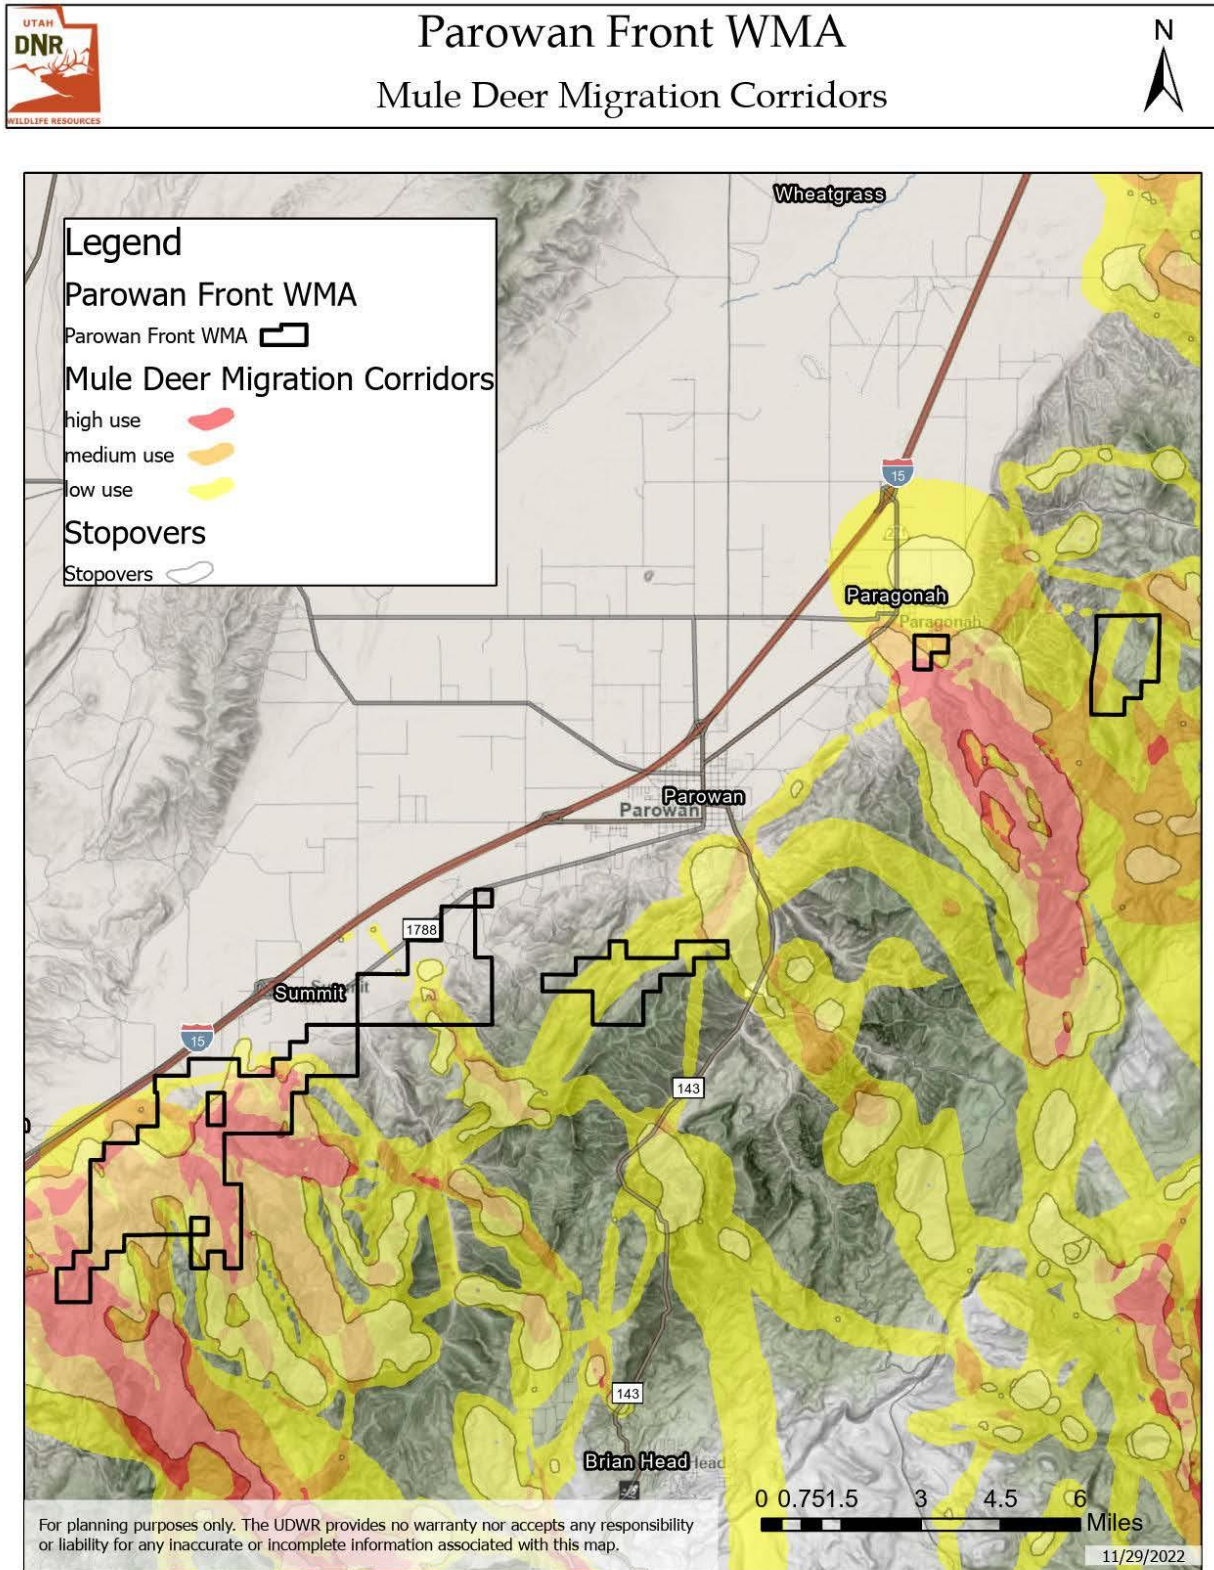 UTAH
DNR
WILDLIFE RESOURCES
Parowan Front WMA
Mule Deer Migration Corridors
N
Wheatgrass
Legend
Parowan Front WMA
Parowan Front WMA
Mule Deer Migration Corridors
high use
medium use
low use
Stopovers
Stopovers
15
Paragonah
Paragonah
Parowan
Parowan
1788
Summit
15
143
143
Brian Head
0 0.75 1.5 3 4.5 6
Miles
For planning purposes only. The UDWR provides no warranty nor accepts any responsibility
or liability for any inaccurate or incomplete information associated with this map.
11/29/2022